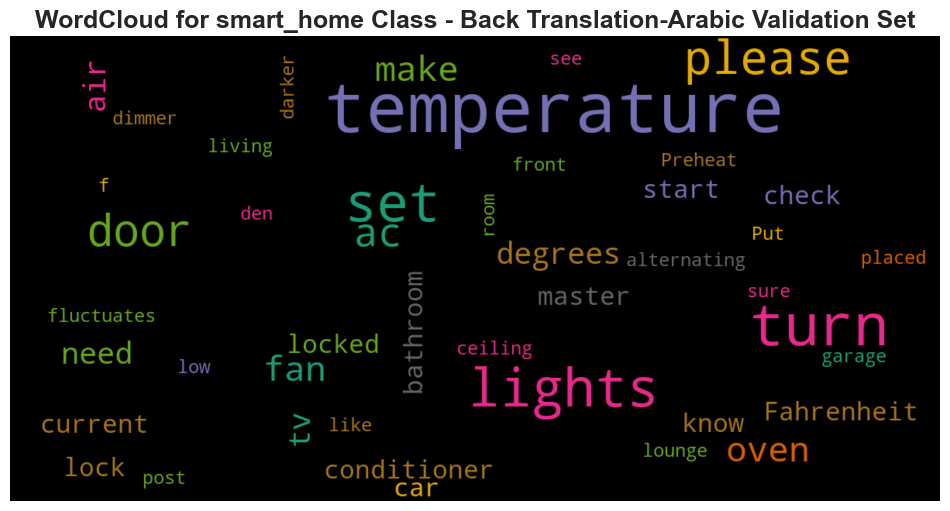 WordCloud for smart_home Class - Back Translation-Arabic Validation Set
air
darker
make
see
please
temperature
dimmer
living
front
Preheat
f
set
room
start
check
door
den
ac
Put
degrees
alternating
placed
bathroom
master
sure
fluctuates
turn
need
locked
ceiling
garage
low
fan
lights
current
tv
like
know
Fahrenheit
lock
post
conditioner
lounge
oven
car